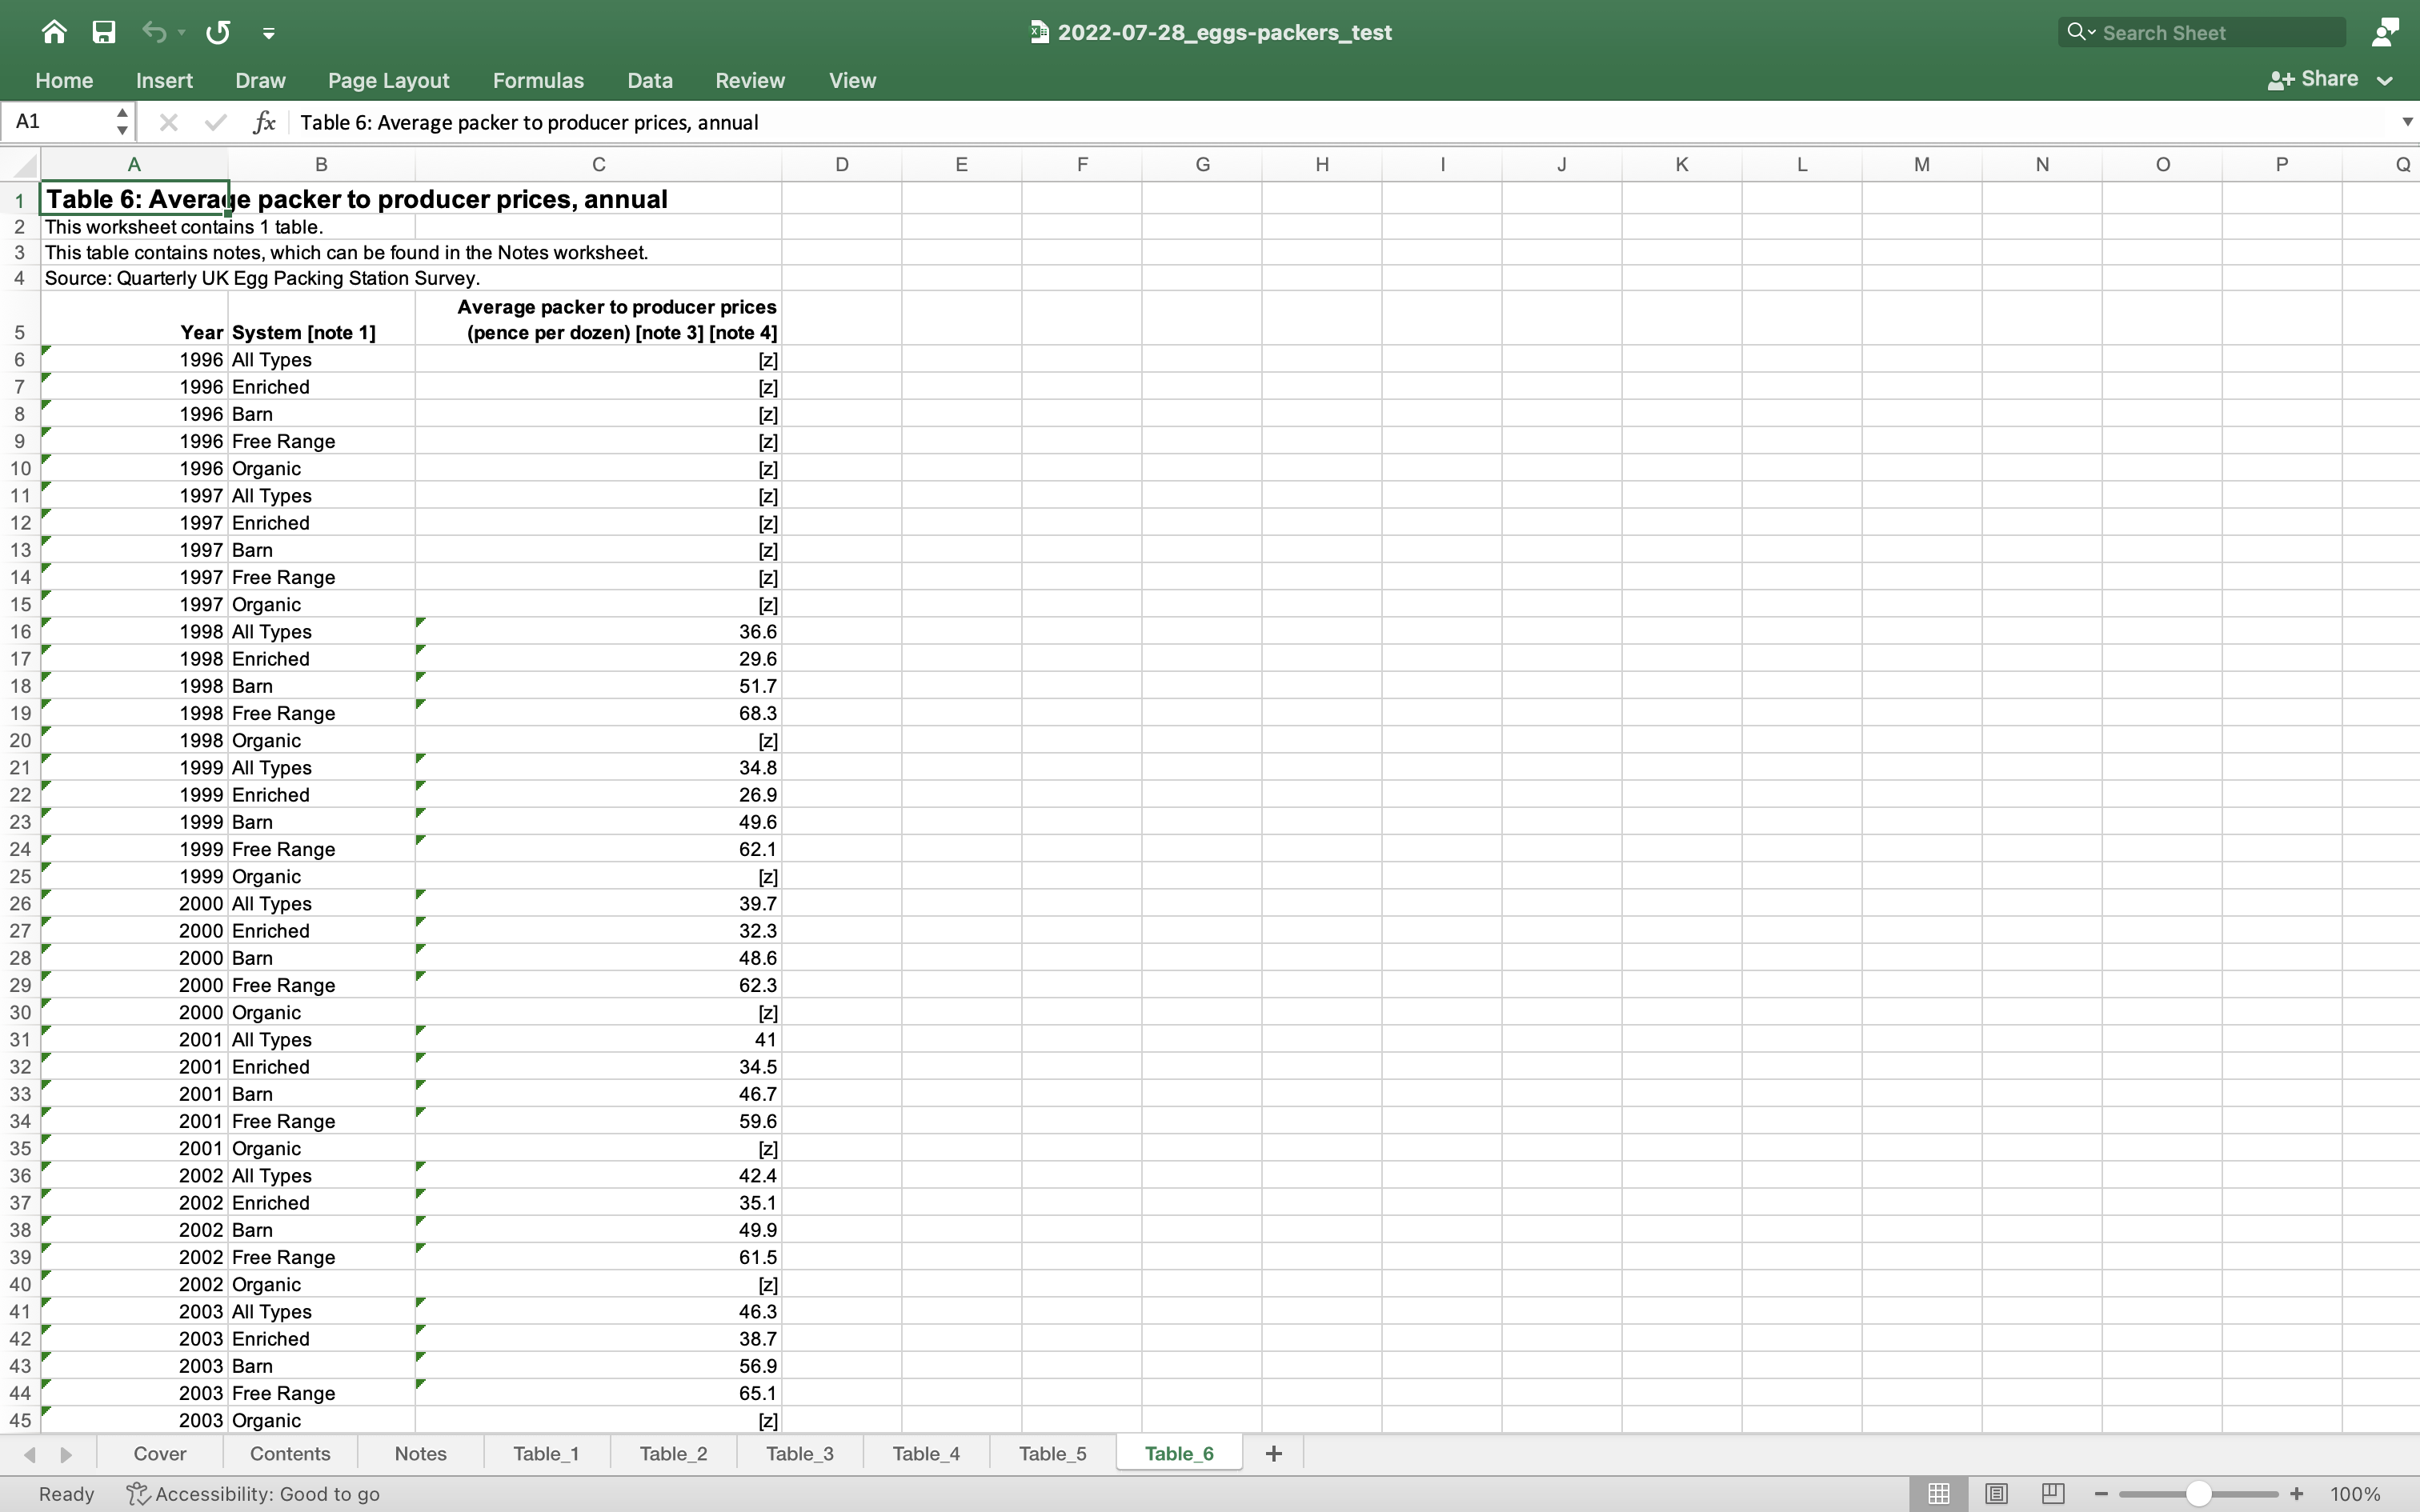 2022-07-28_eggs-packers_test
Search Sheet
Home Insert Draw Page Layout Formulas Data Review View
Share
A1 fx Table 6: Average packer to producer prices, annual
A B C D E F G H I J K L M N O P Q
1 Table 6: Average packer to producer prices, annual
2 This worksheet contains 1 table.
3 This table contains notes, which can be found in the Notes worksheet.
4 Source: Quarterly UK Egg Packing Station Survey.
Average packer to producer prices
5 Year System [note 1] (pence per dozen) [note 3] [note 4]
6 1996 All Types [z]
7 1996 Enriched [z]
8 1996 Barn [z]
9 1996 Free Range [z]
10 1996 Organic [z]
11 1997 All Types [z]
12 1997 Enriched [z]
13 1997 Barn [z]
14 1997 Free Range [z]
15 1997 Organic [z]
16 1998 All Types 36.6
17 1998 Enriched 29.6
18 1998 Barn 51.7
19 1998 Free Range 68.3
20 1998 Organic [z]
21 1999 All Types 34.8
22 1999 Enriched 26.9
23 1999 Barn 49.6
24 1999 Free Range 62.1
25 1999 Organic [z]
26 2000 All Types 39.7
27 2000 Enriched 32.3
28 2000 Barn 48.6
29 2000 Free Range 62.3
30 2000 Organic [z]
31 2001 All Types 41
32 2001 Enriched 34.5
33 2001 Barn 46.7
34 2001 Free Range 59.6
35 2001 Organic [z]
36 2002 All Types 42.4
37 2002 Enriched 35.1
38 2002 Barn 49.9
39 2002 Free Range 61.5
40 2002 Organic [z]
41 2003 All Types 46.3
42 2003 Enriched 38.7
43 2003 Barn 56.9
44 2003 Free Range 65.1
45 2003 Organic [z]
Cover Contents Notes Table_1 Table_2 Table_3 Table_4 Table_5 Table_6 +
Ready Accessibility: Good to go 100%